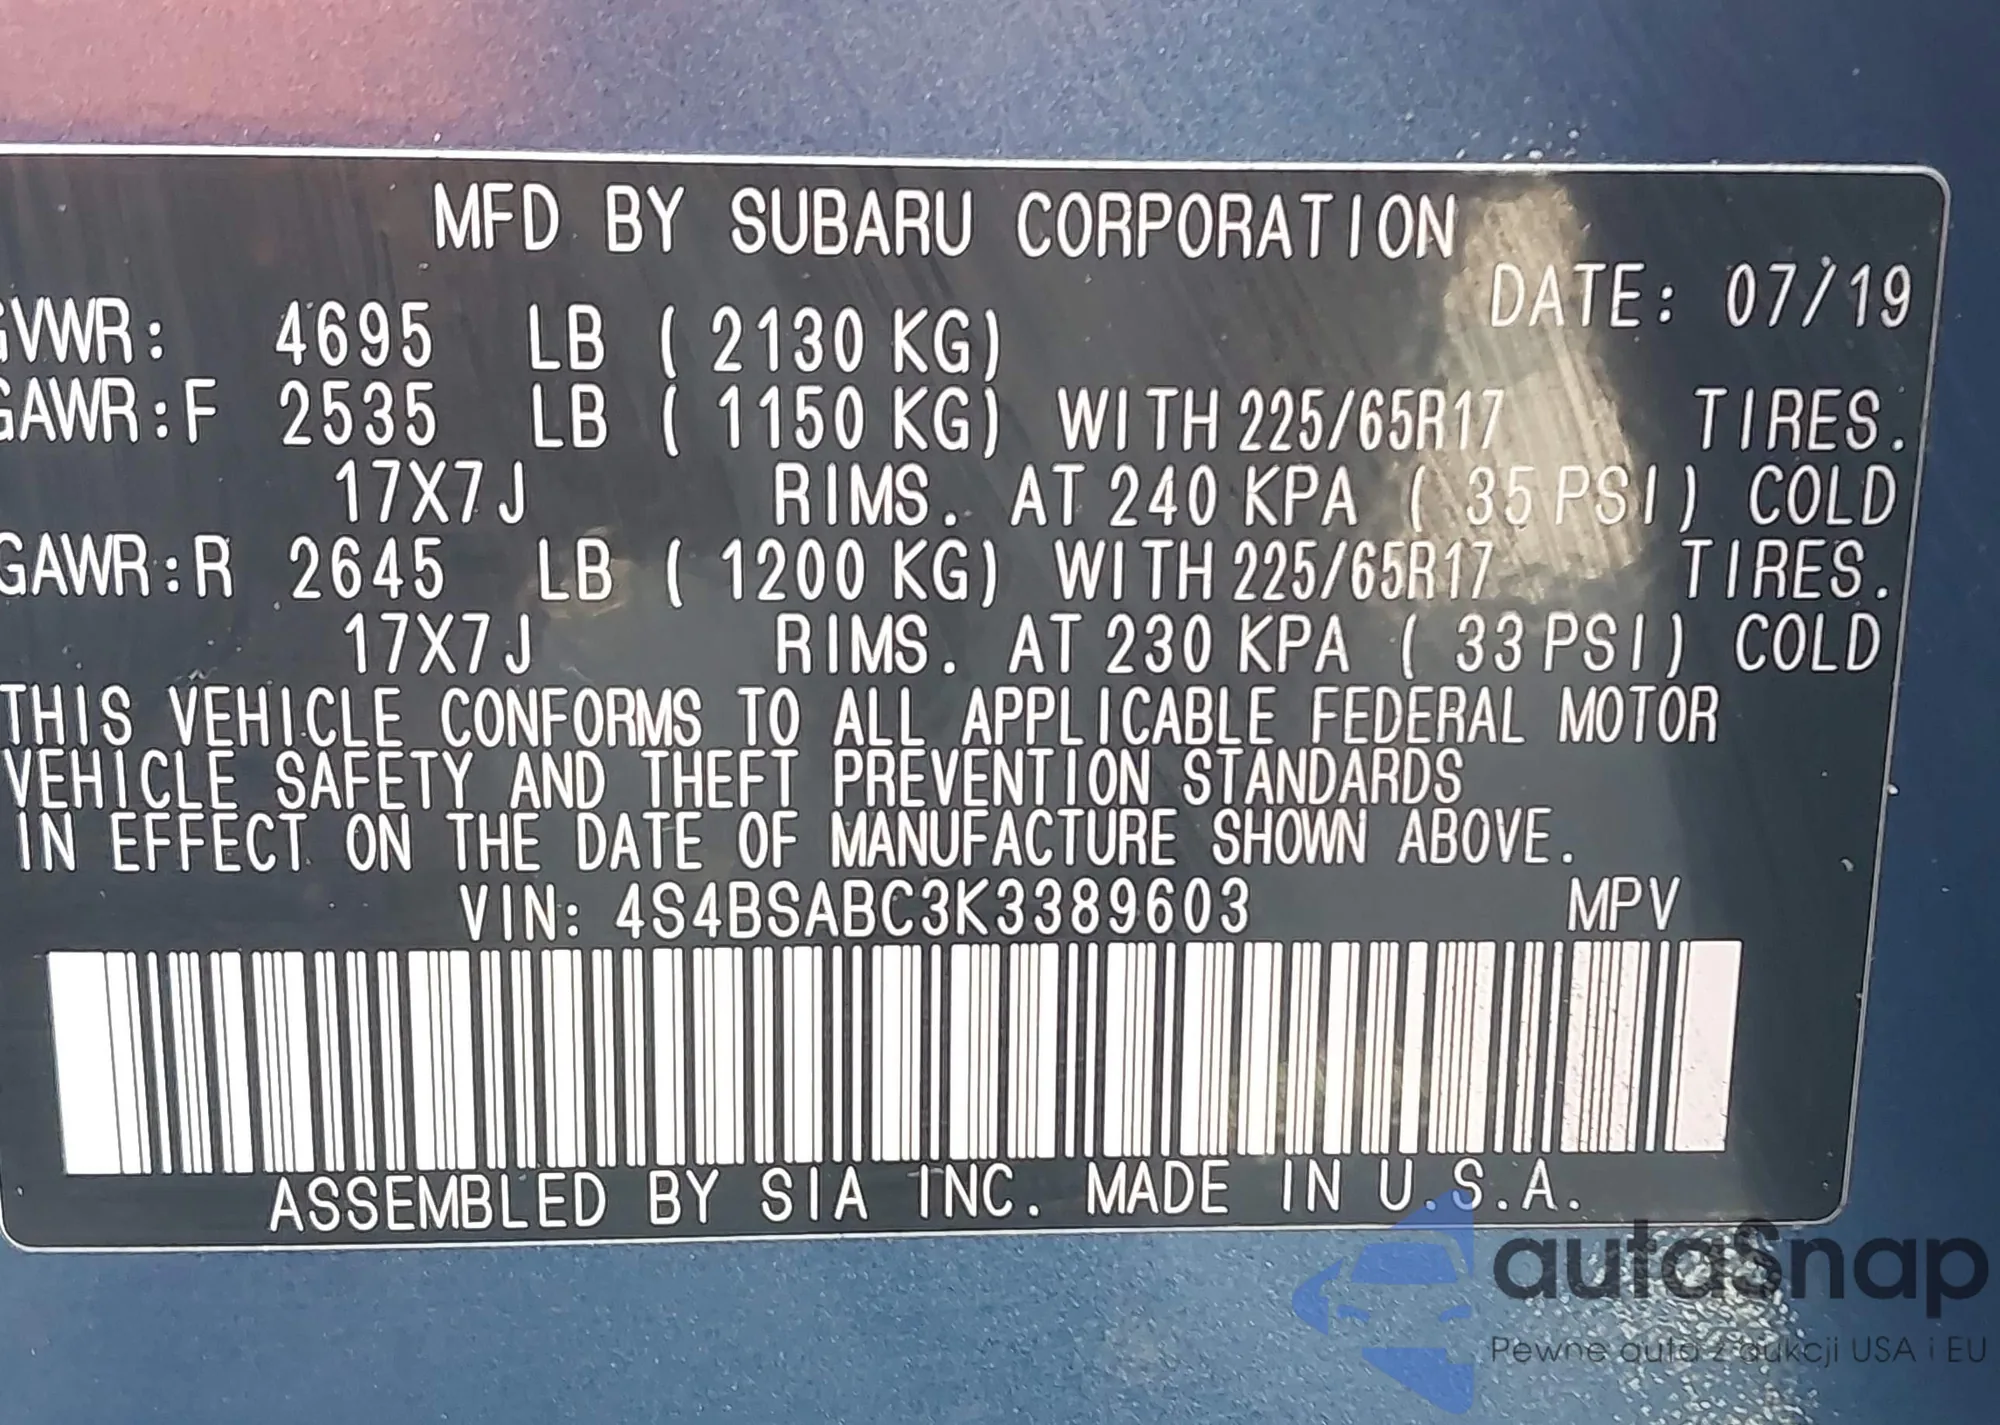 MFD BY SUBARU CORPORATION
DATE: 07/19
GVWR: 4695 LB ( 2130 KG)
GAWR:F 2535 LB ( 1150 KG) WITH 225/65R17 TIRES.
17X7J RIMS. AT 240 KPA ( 35 PSI) COLD
GAWR:R 2645 LB ( 1200 KG) WITH 225/65R17 TIRES.
17X7J RIMS. AT 230 KPA ( 33 PSI) COLD
THIS VEHICLE CONFORMS TO ALL APPLICABLE FEDERAL MOTOR
VEHICLE SAFETY AND THEFT PREVENTION STANDARDS
IN EFFECT ON THE DATE OF MANUFACTURE SHOWN ABOVE.
VIN: 4S4BSABC3K3389603 MPV
ASSEMBLED BY SIA INC. MADE IN U.S.A.
autaSnap
Pewne auta z aukcji USA i EU